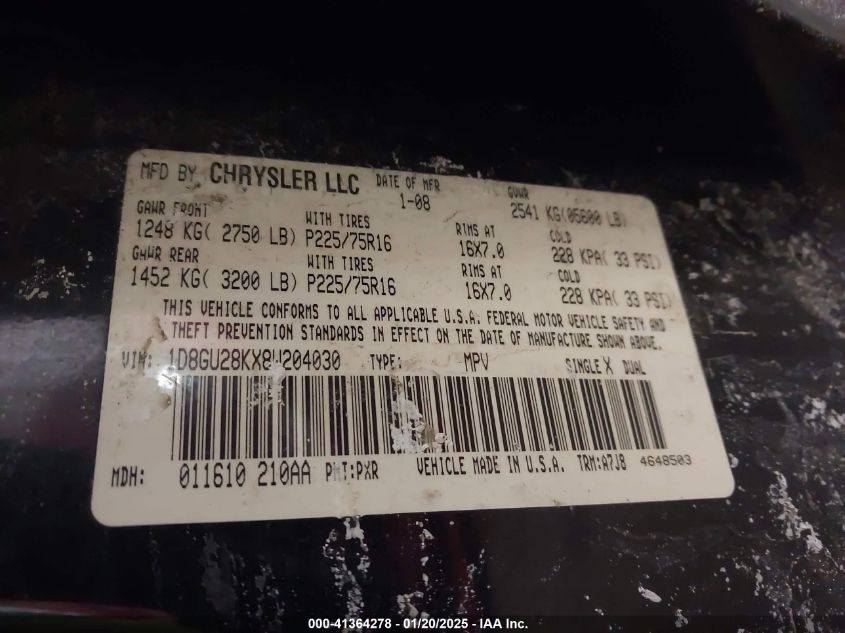 MFD BY CHRYSLER LLC DATE OF MFR GVWR
1-08 2541 KG(05600 LB)
GAWR FRONT WITH TIRES RIMS AT COLD
1248 KG( 2750 LB) P225/75R16 16X7.0 228 KPA( 33 PSI)
GAWR REAR WITH TIRES RIMS AT COLD
1452 KG( 3200 LB) P225/75R16 16X7.0 228 KPA( 33 PSI)
THIS VEHICLE CONFORMS TO ALL APPLICABLE U.S.A. FEDERAL MOTOR VEHICLE SAFETY AND
THEFT PREVENTION STANDARDS IN EFFECT ON THE DATE OF MANUFACTURE SHOWN ABOVE.
VIN: 1D8GU28KX8W204030 TYPE: MPV SINGLE X DUAL
MDH: 011610 210AA PNT:PXR VEHICLE MADE IN U.S.A. TRM:A7J8 4648503
000-41364278 - 01/20/2025 - IAA Inc.